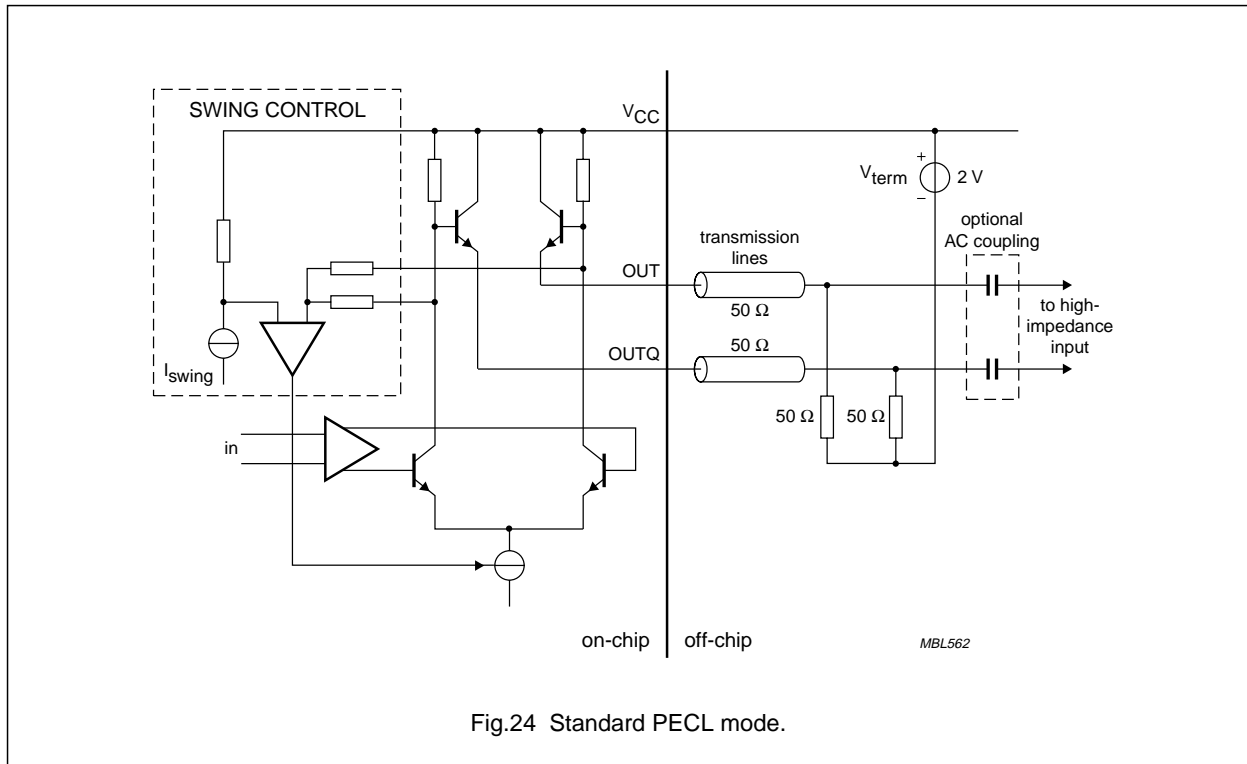 SWING CONTROL
VCC
Vterm
+
2 V
−
optional
AC coupling
transmission
lines
OUT
50 Ω
to high-
impedance
input
OUTQ
50 Ω
Iswing
50 Ω
50 Ω
in
on-chip
off-chip
MBL562
Fig.24 Standard PECL mode.